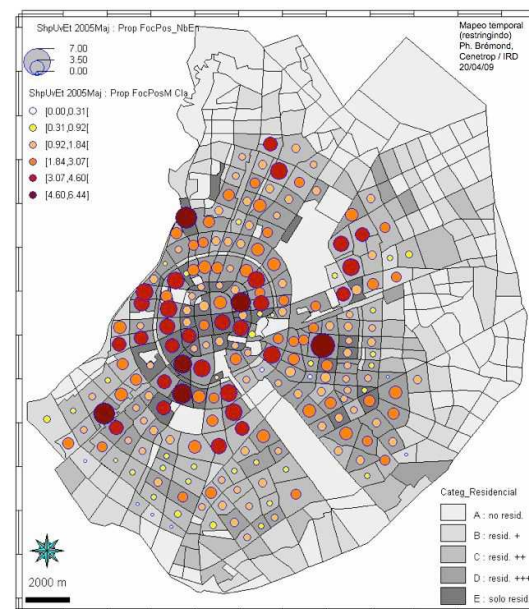 ShpUvEt 2005Maj : Prop FocPos_NbEn
7.00
3.50
0.00
ShpUvEt 2005Maj : Prop FocPosM Cla
[0.00,0.31[
[0.31,0.92[
[0.92,1.84[
[1.84,3.07[
[3.07,4.60[
[4.60,6.44[
Mapeo temporal
(restringindo)
Ph. Brémond,
Cenetrop / IRD
20/04/09
Categ_Residencial
A : no resid.
B : resid. +
C : resid. ++
D : resid. +++
E : solo resid
2000 m